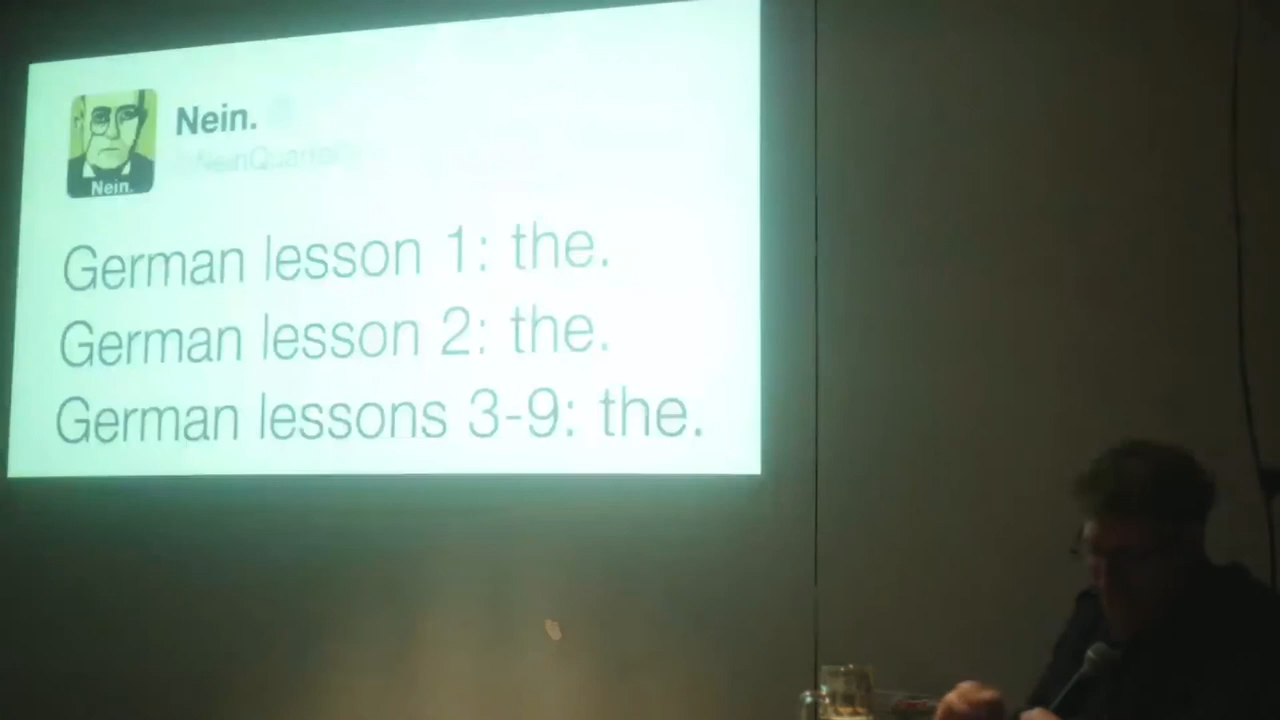 Nein.
Nein.
German lesson 1: the.
German lesson 2: the.
German lessons 3-9: the.